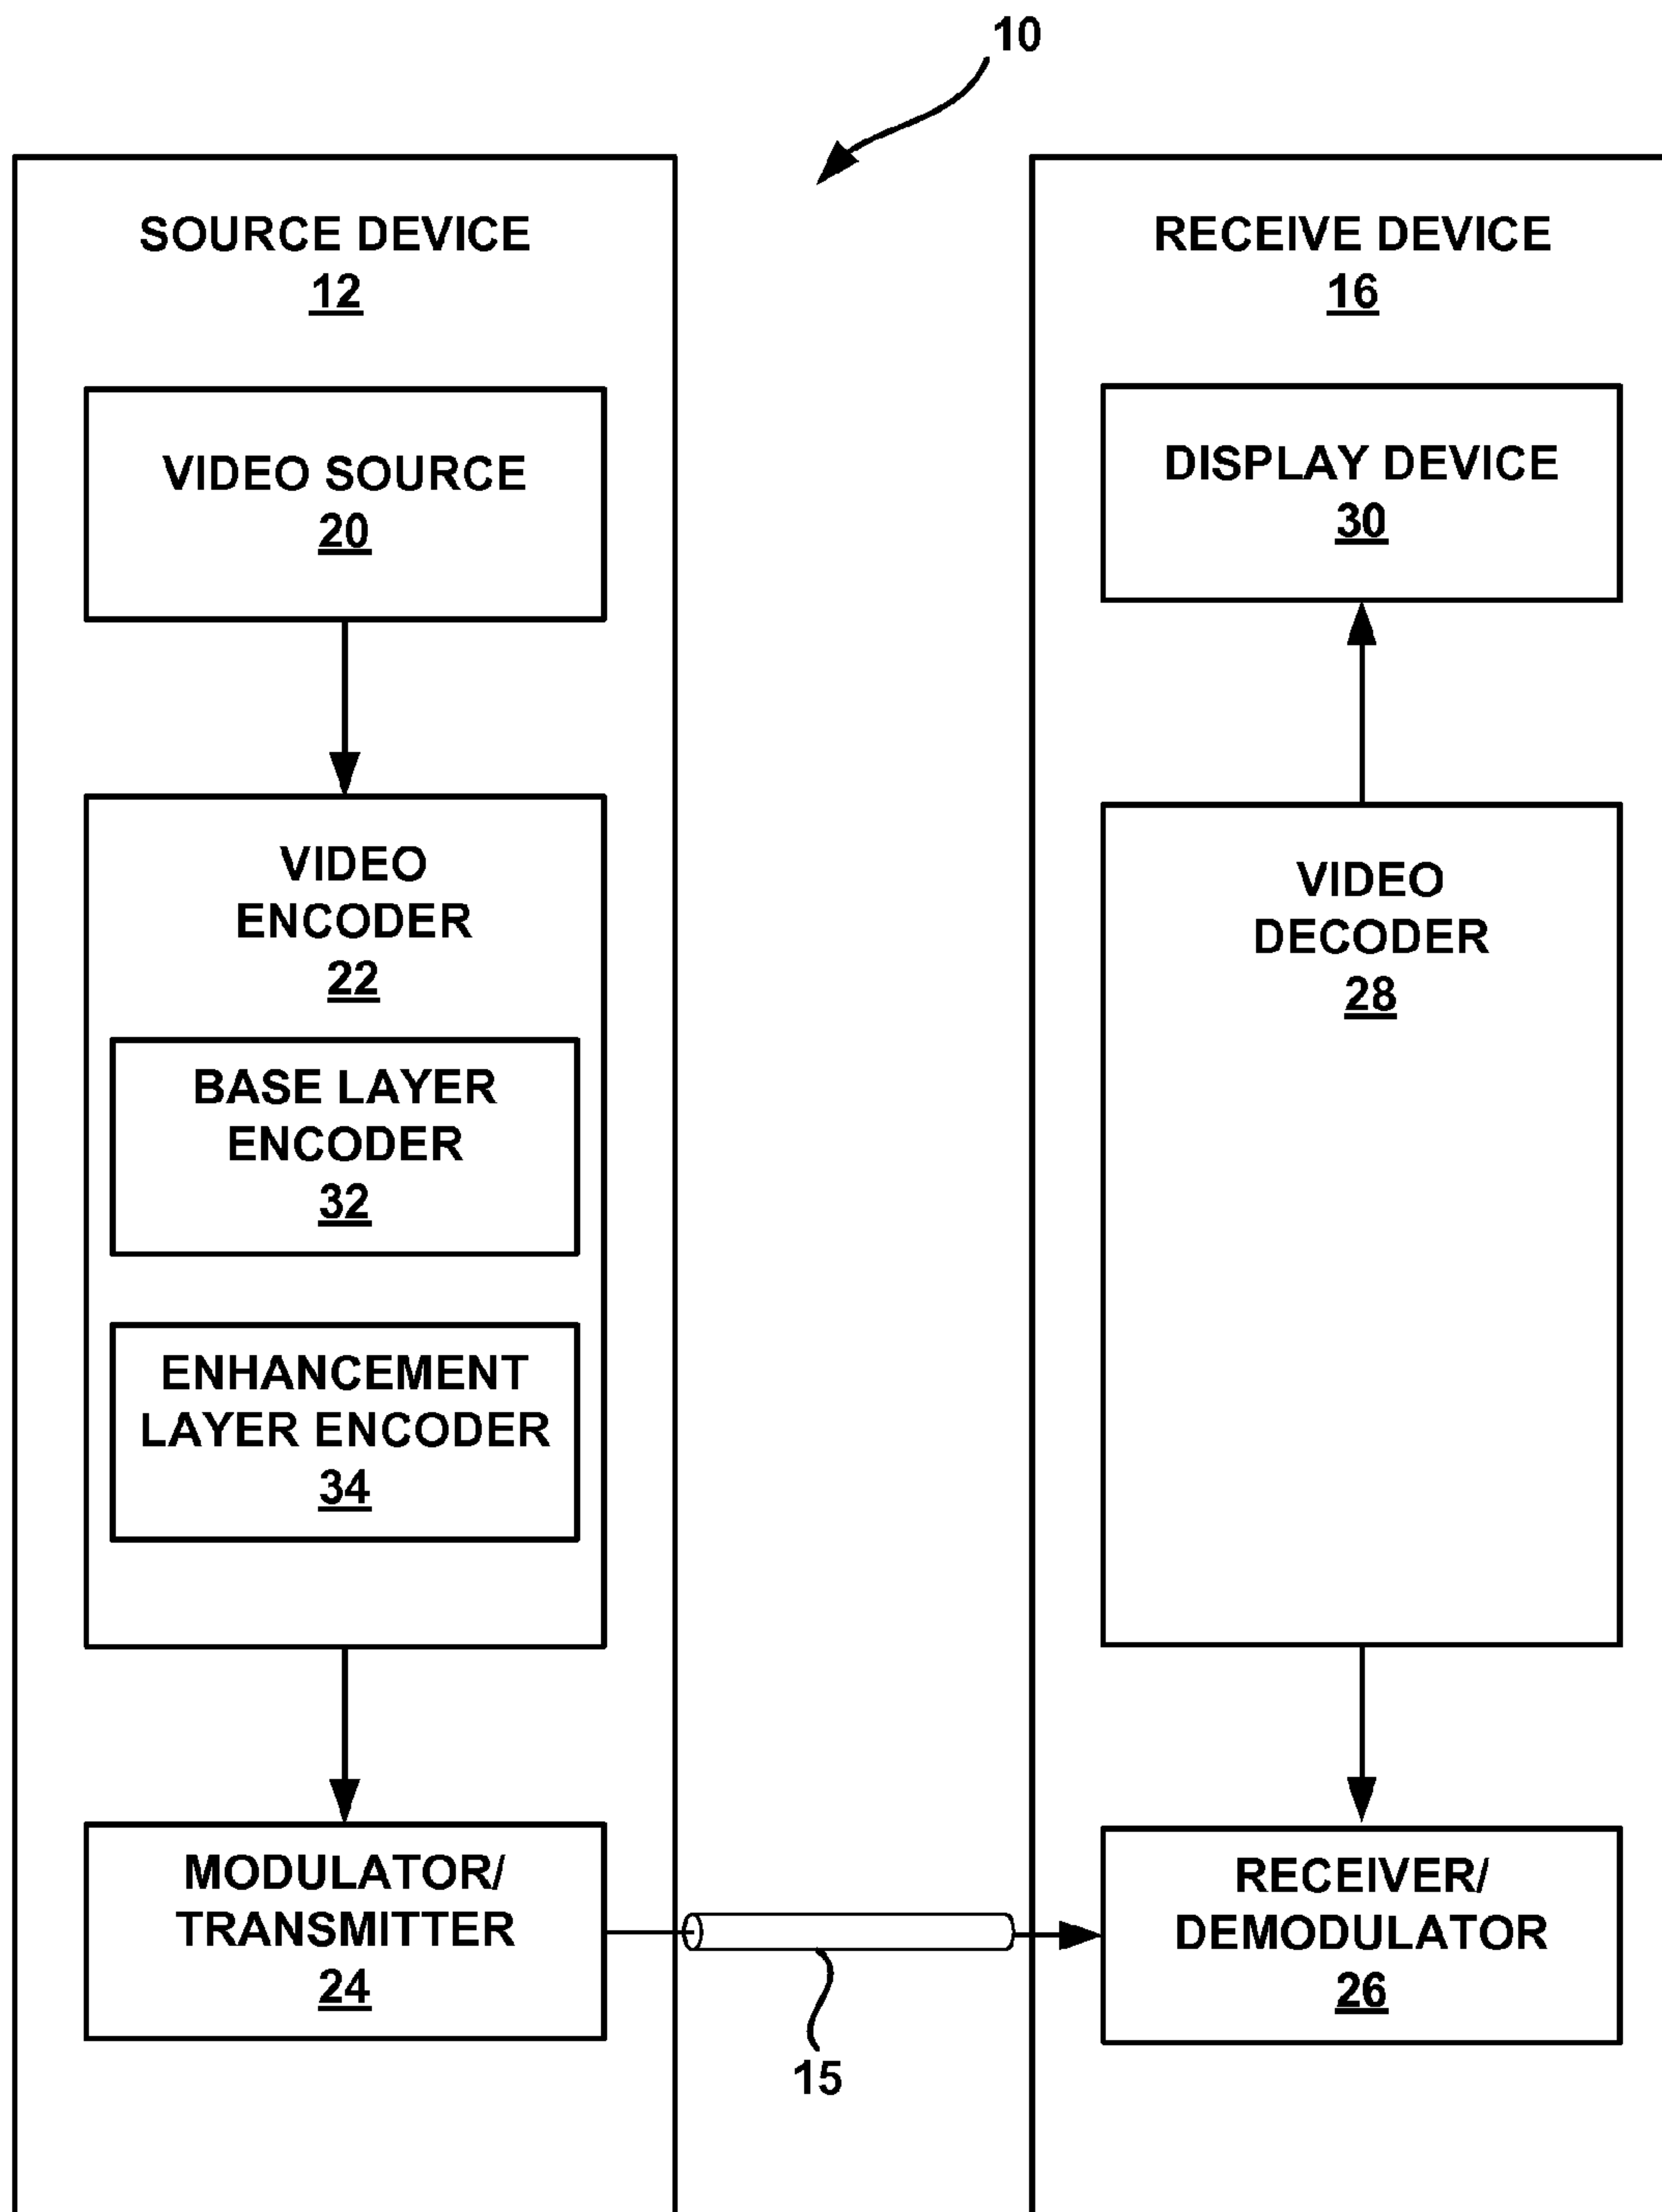 10
SOURCE DEVICE
12
VIDEO SOURCE
20
VIDEO
ENCODER
22
BASE LAYER
ENCODER
32
ENHANCEMENT
LAYER ENCODER
34
MODULATOR/
TRANSMITTER
24
15
RECEIVE DEVICE
16
DISPLAY DEVICE
30
VIDEO
DECODER
28
RECEIVER/
DEMODULATOR
26